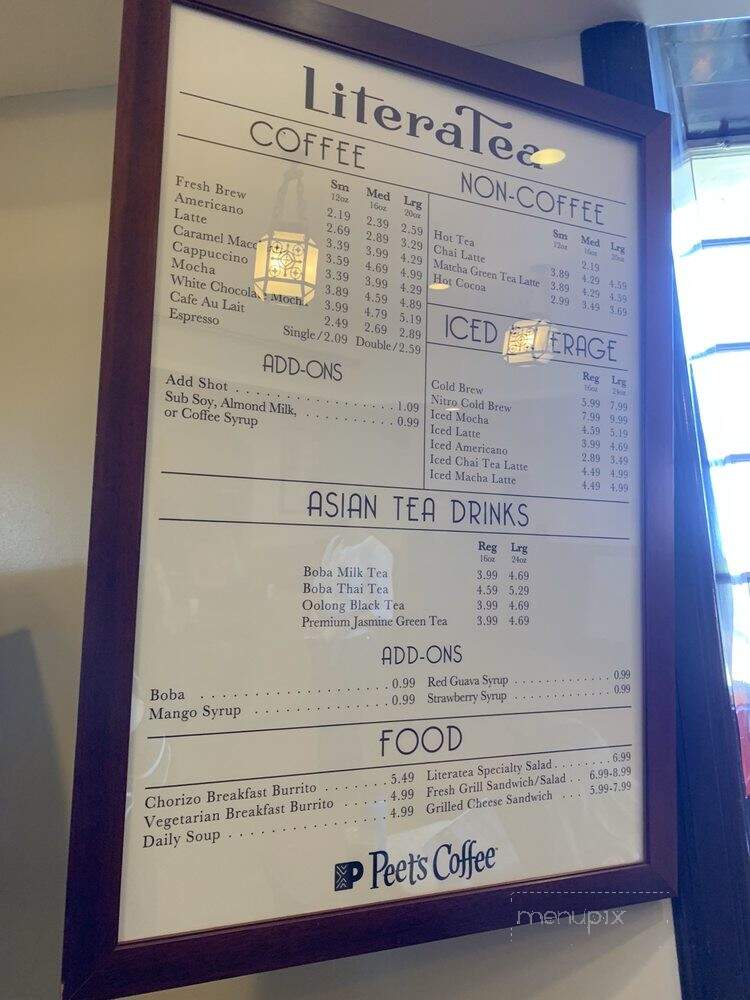 LiteraTea
COFFEE
Sm Med Lrg
12oz 16oz 20oz
Fresh Brew 2.19 2.39 2.59
Americano 2.69 2.89 3.29
Latte 3.39 3.99 4.29
Caramel 3.59 4.69 4.99
Cappuccino 3.39 3.99 4.29
Mocha 3.89 4.59 4.89
White Chocolate Mocha 3.99 4.79 5.19
Cafe Au Lait 2.49 2.69 2.89
Espresso Single/2.09 Double/2.59
ADD-ONS
Add Shot . . . . . . . . . . . . . . . . 1.09
Sub Soy, Almond Milk,
or Coffee Syrup . . . . . . . . . . 0.99
NON-COFFEE
Sm Med Lrg
12oz 16oz 20oz
Hot Tea 2.19
Chai Latte 3.89 4.29 4.59
Matcha Green Tea Latte 3.89 4.29 4.59
Hot Cocoa 2.99 3.49 3.69
ICED
Reg Lrg
16oz 24oz
Cold Brew 5.99 7.99
Nitro Cold Brew 7.99 9.99
Iced Mocha 4.59 5.19
Iced Latte 3.99 4.69
Iced Americano 2.89 3.49
Iced Chai Tea Latte 4.49 4.99
Iced Macha Latte 4.49 4.99
ASIAN TEA DRINKS
Reg Lrg
16oz 24oz
Boba Milk Tea 3.99 4.69
Boba Thai Tea 4.59 5.29
Oolong Black Tea 3.99 4.69
Premium Jasmine Green Tea 3.99 4.69
ADD-ONS
Boba . . . . . . . . . . . . . . . . . 0.99
Mango Syrup . . . . . . . . . . . . 0.99
Red Guava Syrup . . . . . . . . . . . . 0.99
Strawberry Syrup . . . . . . . . . . . . 0.99
FOOD
Chorizo Breakfast Burrito . . . . . . 5.49
Vegetarian Breakfast Burrito . . . . . 4.99
Daily Soup . . . . . . . . . . . . . . 4.99
Literatea Specialty Salad . . . . . . . . 6.99
Fresh Grill Sandwich/Salad . . 6.99-8.99
Grilled Cheese Sandwich . . . 5.99-7.99
Peet's Coffee
menupix